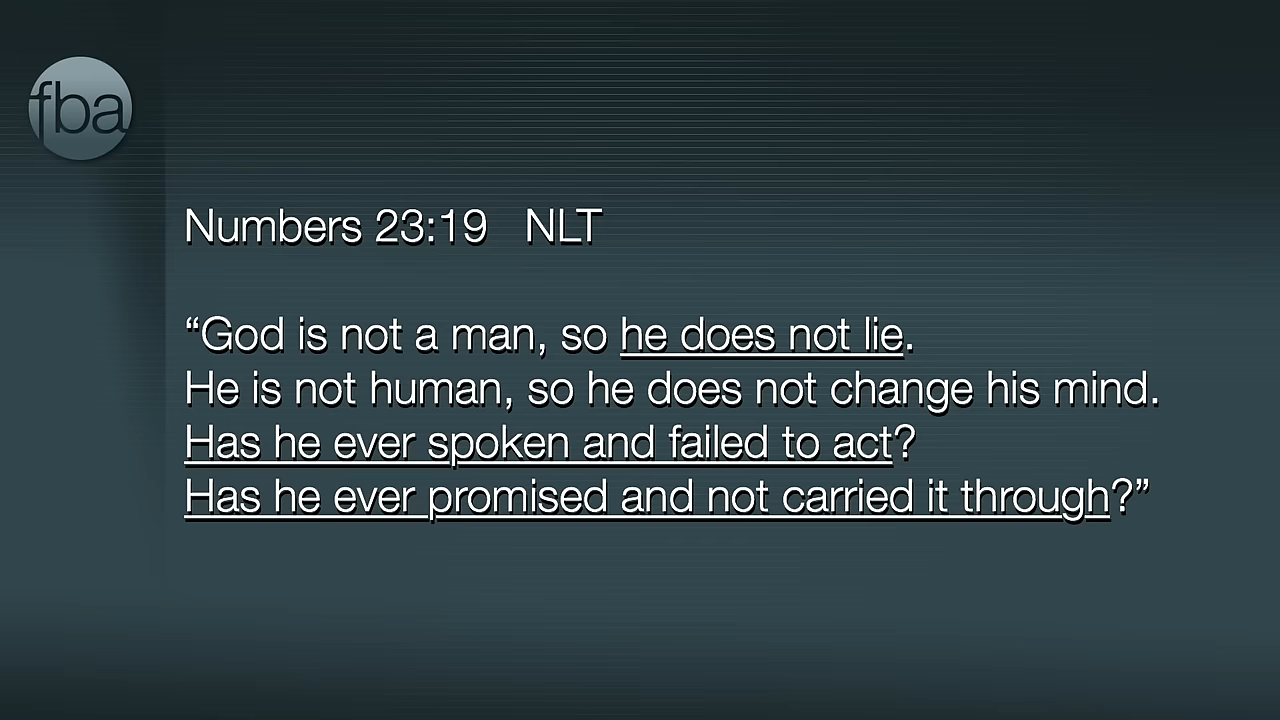 fba
Numbers 23:19 NLT
“God is not a man, so he does not lie.
He is not human, so he does not change his mind.
Has he ever spoken and failed to act?
Has he ever promised and not carried it through?”